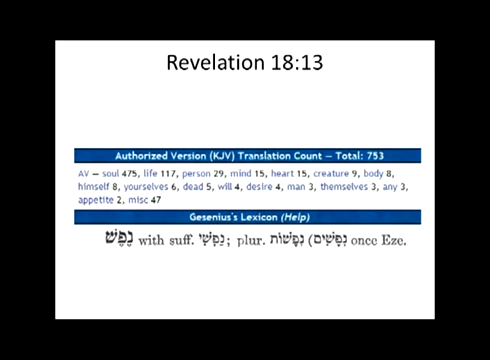 Revelation 18:13
Authorized Version (KJV) Translation Count — Total: 753
AV — soul 475, life 117, person 29, mind 15, heart 15, creature 9, body 8,
himself 8, yourselves 6, dead 5, will 4, desire 4, man 3, themselves 3, any 3,
appetite 2, misc 47
Gesenius's Lexicon (Help)
נֶפֶשׁ with suff. נַפְשִׁי; plur. נְפָשׁוֹת (נְפָשִׁים once Eze.